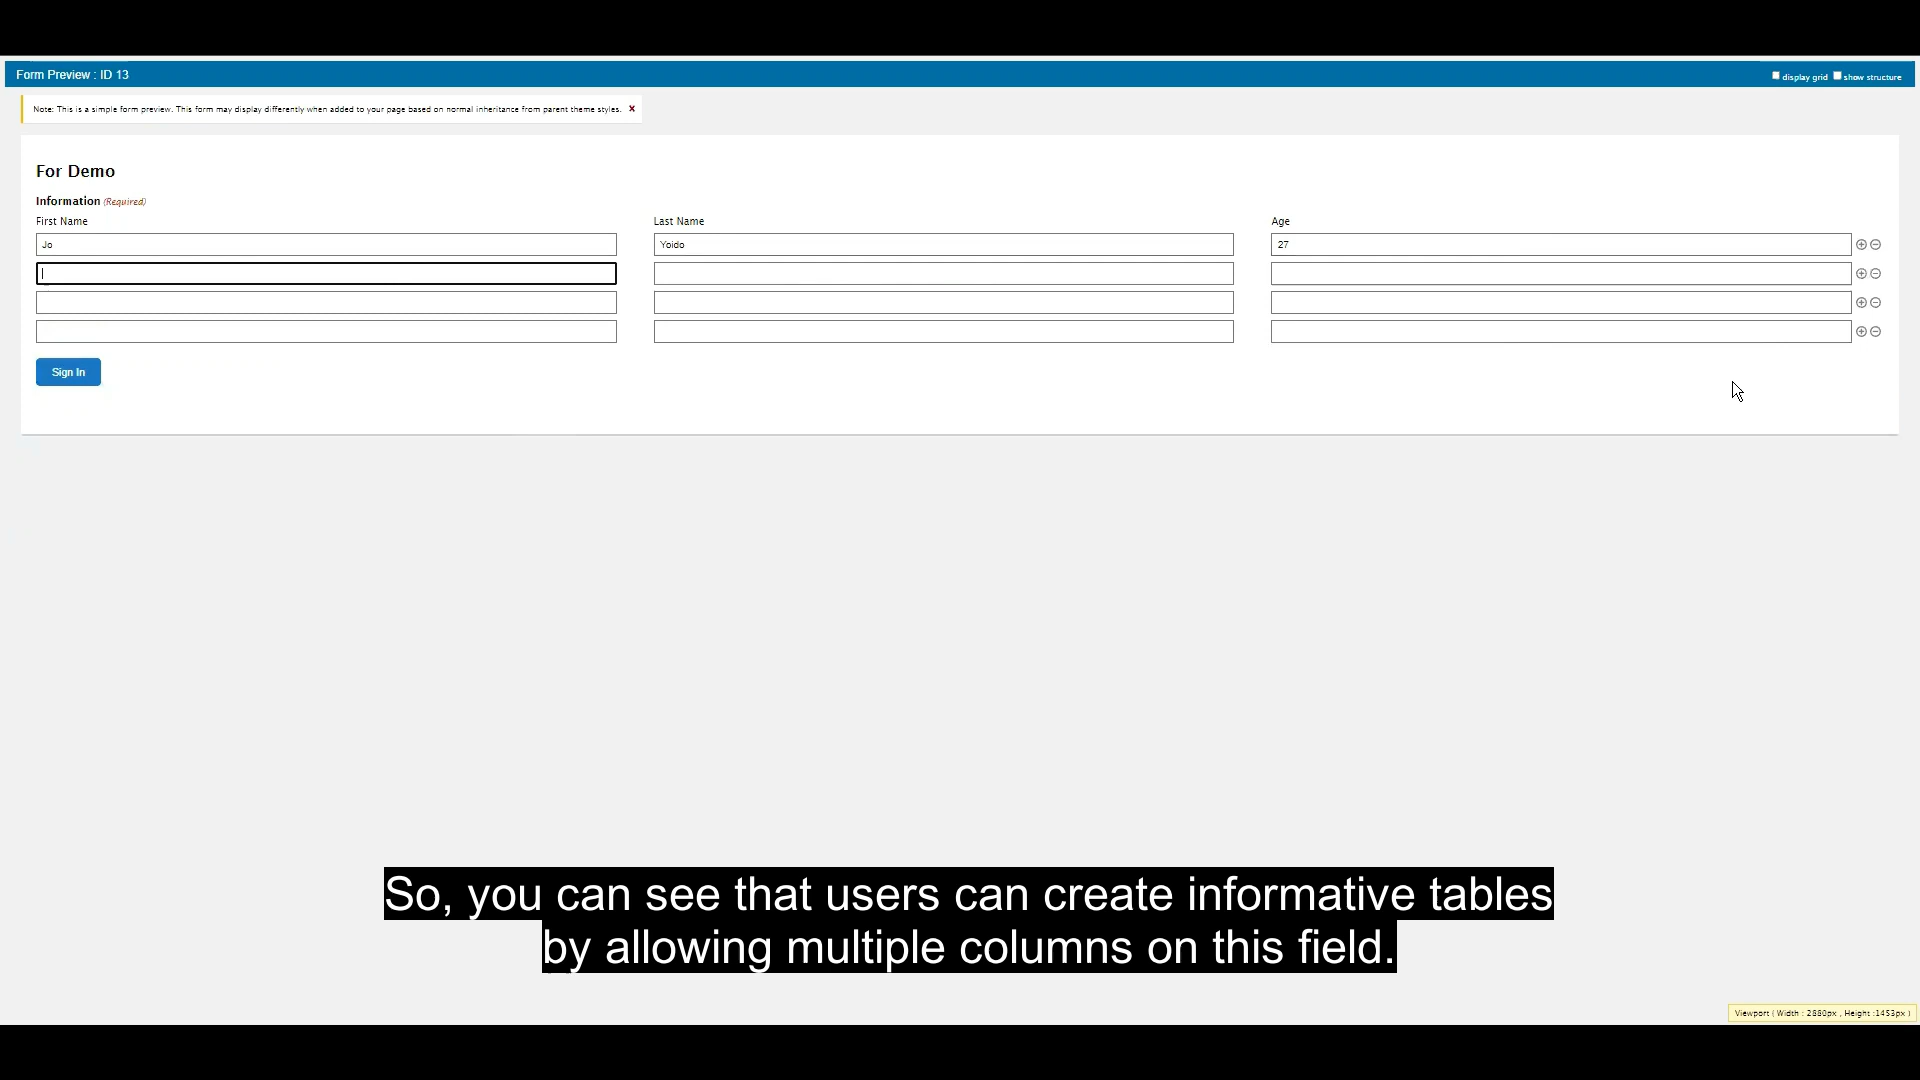 Form Preview : ID 13
display grid show structure
Note: This is a simple form preview. This form may display differently when added to your page based on normal inheritance from parent theme styles. ×
For Demo
Information (Required)
First Name Last Name Age
Jo Yoido 27
Sign In
So, you can see that users can create informative tables
by allowing multiple columns on this field.
Viewport ( Width : 2880px , Height :1453px )